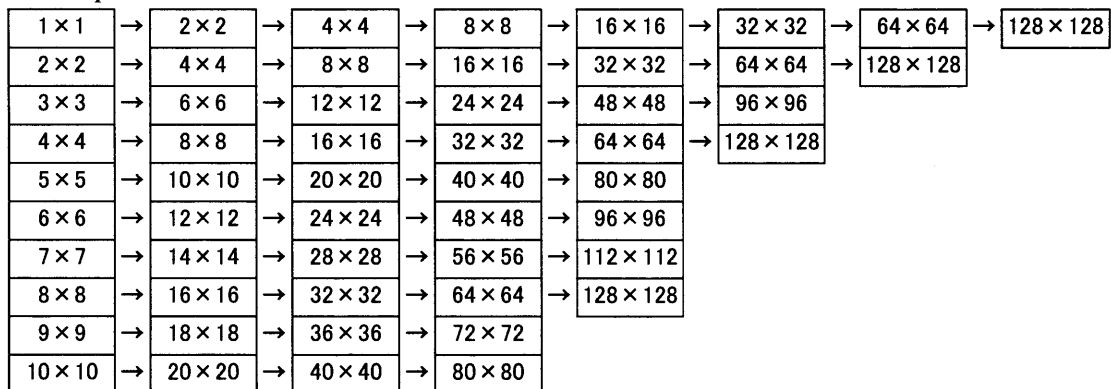 1×1 → 2×2 → 4×4 → 8×8 → 16×16 → 32×32 → 64×64 → 128×128
2×2 → 4×4 → 8×8 → 16×16 → 32×32 → 64×64 → 128×128
3×3 → 6×6 → 12×12 → 24×24 → 48×48 → 96×96
4×4 → 8×8 → 16×16 → 32×32 → 64×64 → 128×128
5×5 → 10×10 → 20×20 → 40×40 → 80×80
6×6 → 12×12 → 24×24 → 48×48 → 96×96
7×7 → 14×14 → 28×28 → 56×56 → 112×112
8×8 → 16×16 → 32×32 → 64×64 → 128×128
9×9 → 18×18 → 36×36 → 72×72
10×10 → 20×20 → 40×40 → 80×80